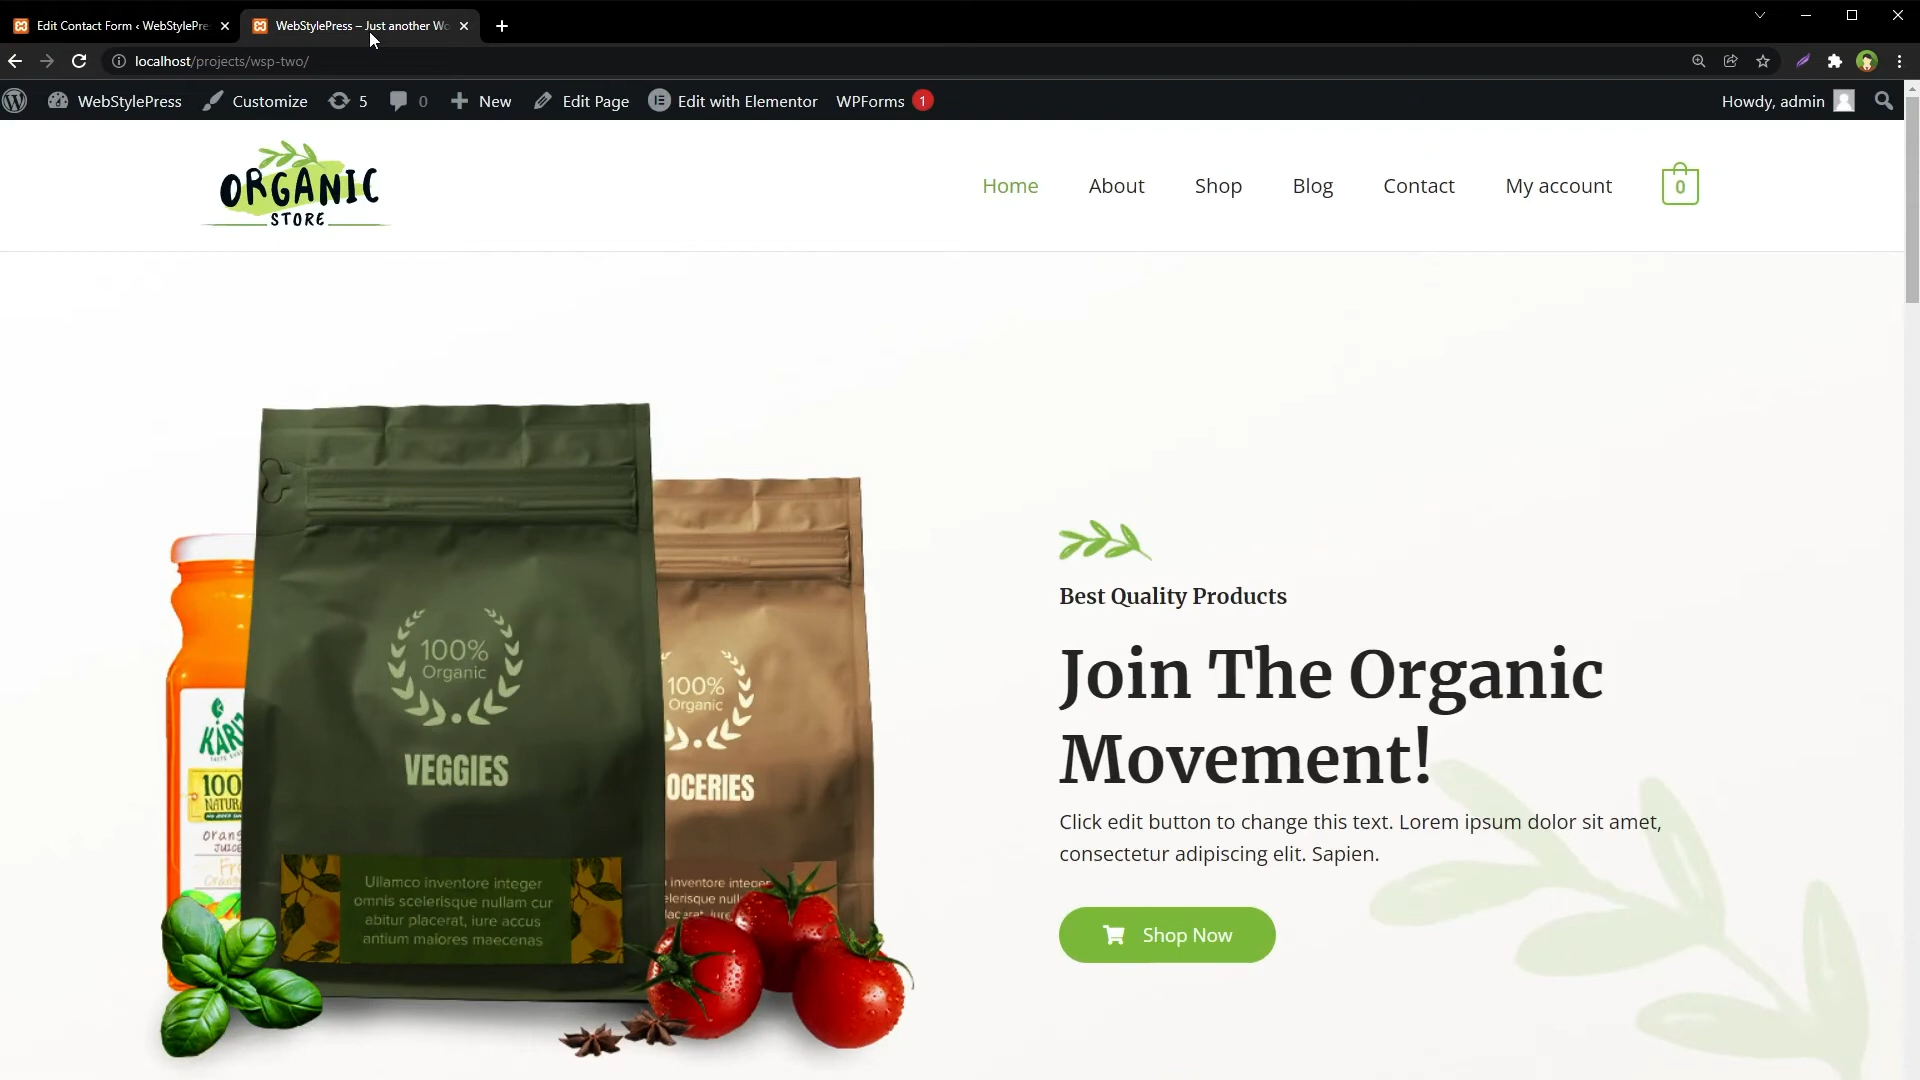 Edit Contact Form ‹ WebStylePre
WebStylePress – Just another Wo
localhost/projects/wsp-two/
WebStylePress
Customize
5
0
New
Edit Page
Edit with Elementor
WPForms
1
Howdy, admin
ORGANIC
STORE
Home
About
Shop
Blog
Contact
My account
0
Best Quality Products
Join The Organic
Movement!
Click edit button to change this text. Lorem ipsum dolor sit amet,
consectetur adipiscing elit. Sapien.
Shop Now
100%
Organic
VEGGIES
Ullamco inventore integer
omnis scelerisque nullam cur
abitur placerat, iure accus
antium maiores maecenas
100%
Organic
OCERIES
inventore integer
100
NATUR